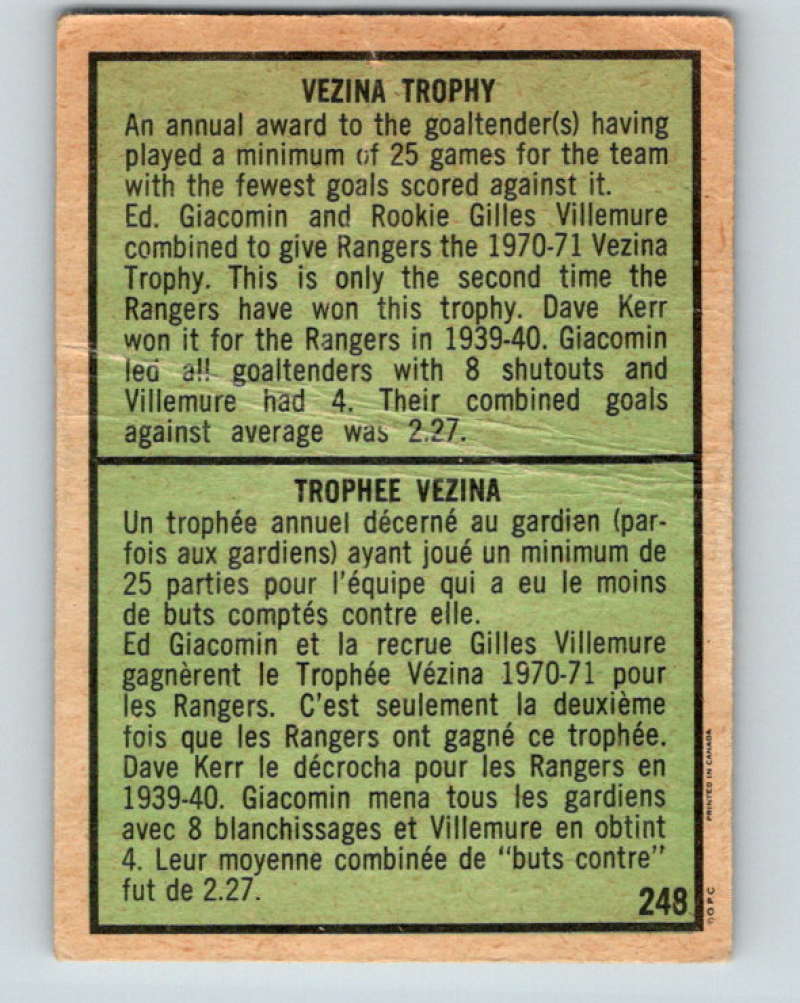 VEZINA TROPHY
An annual award to the goaltender(s) having
played a minimum of 25 games for the team
with the fewest goals scored against it.
Ed. Giacomin and Rookie Gilles Villemure
combined to give Rangers the 1970-71 Vezina
Trophy. This is only the second time the
Rangers have won this trophy. Dave Kerr
won it for the Rangers in 1939-40. Giacomin
led all goaltenders with 8 shutouts and
Villemure had 4. Their combined goals
against average was 2.27.
TROPHEE VEZINA
Un trophée annuel décerné au gardien (par-
fois aux gardiens) ayant joué un minimum de
25 parties pour l'équipe qui a eu le moins
de buts comptés contre elle.
Ed Giacomin et la recrue Gilles Villemure
gagnèrent le Trophée Vézina 1970-71 pour
les Rangers. C'est seulement la deuxième
fois que les Rangers ont gagné ce trophée.
Dave Kerr le décrocha pour les Rangers en
1939-40. Giacomin mena tous les gardiens
avec 8 blanchissages et Villemure en obtint
4. Leur moyenne combinée de "buts contre"
fut de 2.27.
248
©O.P.C. PRINTED IN CANADA